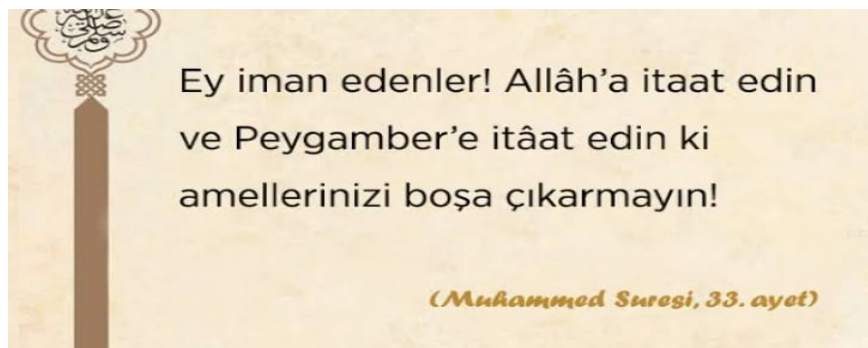 Ey iman edenler! Allâh’a itaat edin
ve Peygamber’e itâat edin ki
amellerinizi boşa çıkarmayın!
(Muhammed Suresi, 33. ayet)